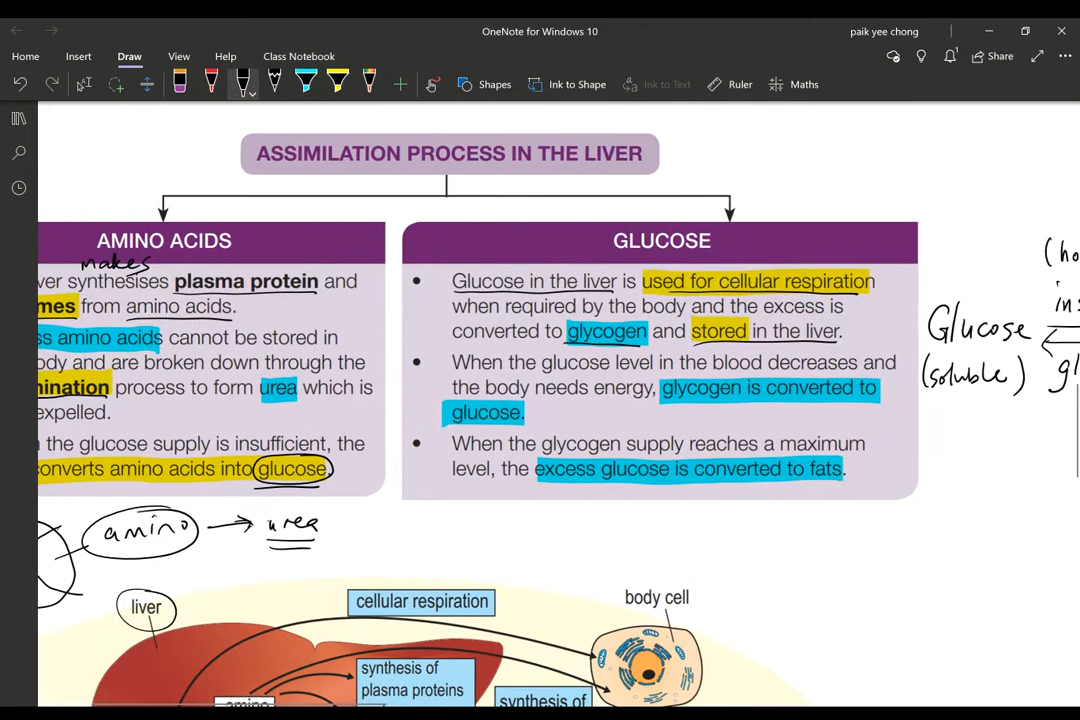 OneNote for Windows 10
paik yee chong
Home Insert Draw View Help Class Notebook
Share
Shapes Ink to Shape Ink to Text Ruler Maths
ASSIMILATION PROCESS IN THE LIVER
AMINO ACIDS
makes
ver synthesises plasma protein and
mes from amino acids.
ss amino acids cannot be stored in
ody and are broken down through the
mination process to form urea which is
expelled.
n the glucose supply is insufficient, the
converts amino acids into glucose.
GLUCOSE
• Glucose in the liver is used for cellular respiration
when required by the body and the excess is
converted to glycogen and stored in the liver.
• When the glucose level in the blood decreases and
the body needs energy, glycogen is converted to
glucose.
• When the glycogen supply reaches a maximum
level, the excess glucose is converted to fats.
(ho
ins
Glucose
(soluble)
gl
amino → urea
liver
cellular respiration
body cell
synthesis of
plasma proteins
synthesis of
amino